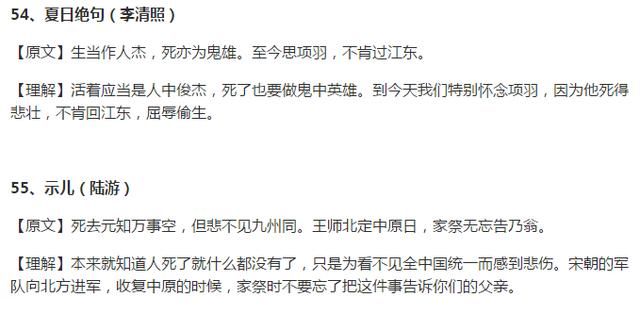 54、夏日绝句（李清照）
【原文】生当作人杰，死亦为鬼雄。至今思项羽，不肯过江东。
【理解】活着应当是人中俊杰，死了也要做鬼中英雄。到今天我们特别怀念项羽，因为他死得
悲壮，不肯回江东，屈辱偷生。
55、示儿（陆游）
【原文】死去元知万事空，但悲不见九州同。王师北定中原日，家祭无忘告乃翁。
【理解】本来就知道人死了就什么都没有了，只是为看不见全中国统一而感到悲伤。宋朝的军
队向北方进军，收复中原的时候，家祭时不要忘了把这件事告诉你们的父亲。